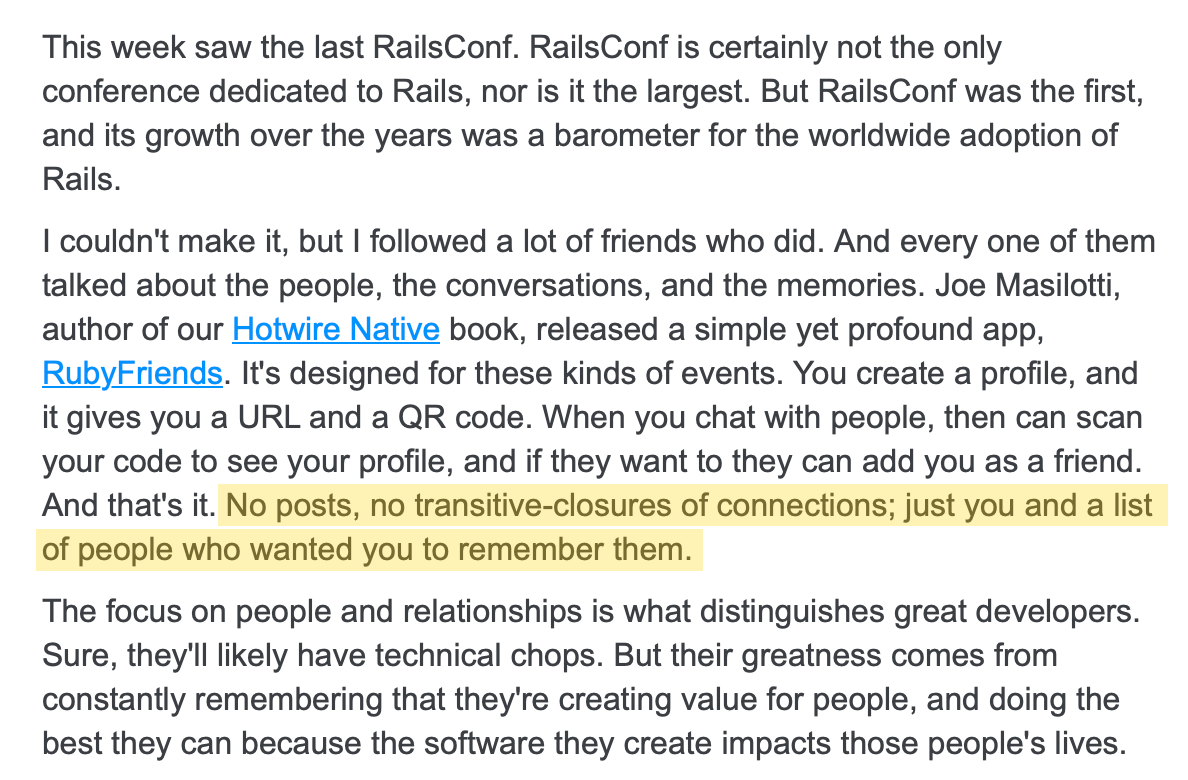 This week saw the last RailsConf. RailsConf is certainly not the only
conference dedicated to Rails, nor is it the largest. But RailsConf was the first,
and its growth over the years was a barometer for the worldwide adoption of
Rails.
I couldn't make it, but I followed a lot of friends who did. And every one of them
talked about the people, the conversations, and the memories. Joe Masilotti,
author of our Hotwire Native book, released a simple yet profound app,
RubyFriends. It's designed for these kinds of events. You create a profile, and
it gives you a URL and a QR code. When you chat with people, then can scan
your code to see your profile, and if they want to they can add you as a friend.
And that's it. No posts, no transitive-closures of connections; just you and a list
of people who wanted you to remember them.
The focus on people and relationships is what distinguishes great developers.
Sure, they'll likely have technical chops. But their greatness comes from
constantly remembering that they're creating value for people, and doing the
best they can because the software they create impacts those people's lives.